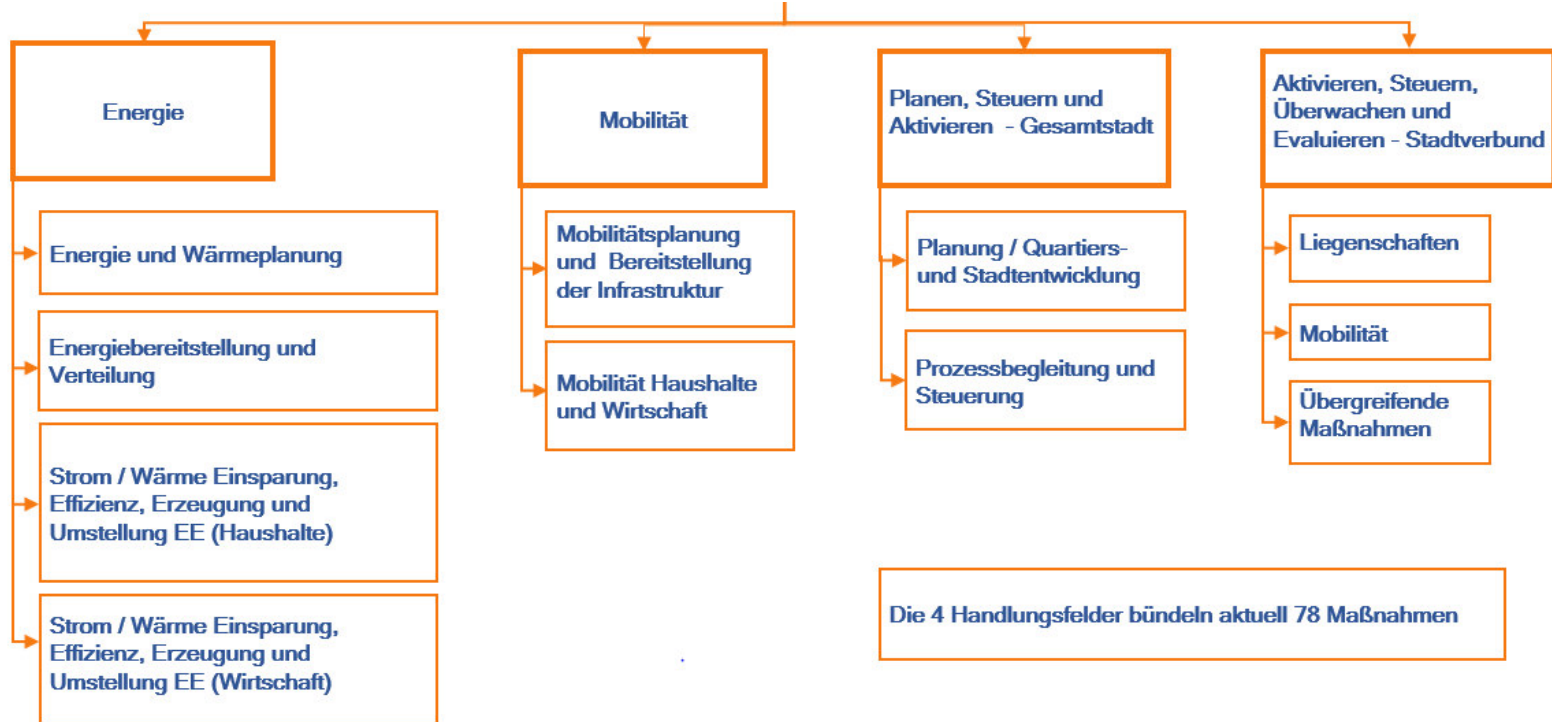 Energie
Energie und Wärmeplanung
Energiebereitstellung und
Verteilung
Strom / Wärme Einsparung,
Effizienz, Erzeugung und
Umstellung EE (Haushalte)
Strom / Wärme Einsparung,
Effizienz, Erzeugung und
Umstellung EE (Wirtschaft)
Mobilität
Mobilitätsplanung
und Bereitstellung
der Infrastruktur
Mobilität Haushalte
und Wirtschaft
Planen, Steuern und
Aktivieren - Gesamtstadt
Planung / Quartiers-
und Stadtentwicklung
Prozessbegleitung und
Steuerung
Aktivieren, Steuern,
Überwachen und
Evaluieren - Stadtverbund
Liegenschaften
Mobilität
Übergreifende
Maßnahmen
Die 4 Handlungsfelder bündeln aktuell 78 Maßnahmen